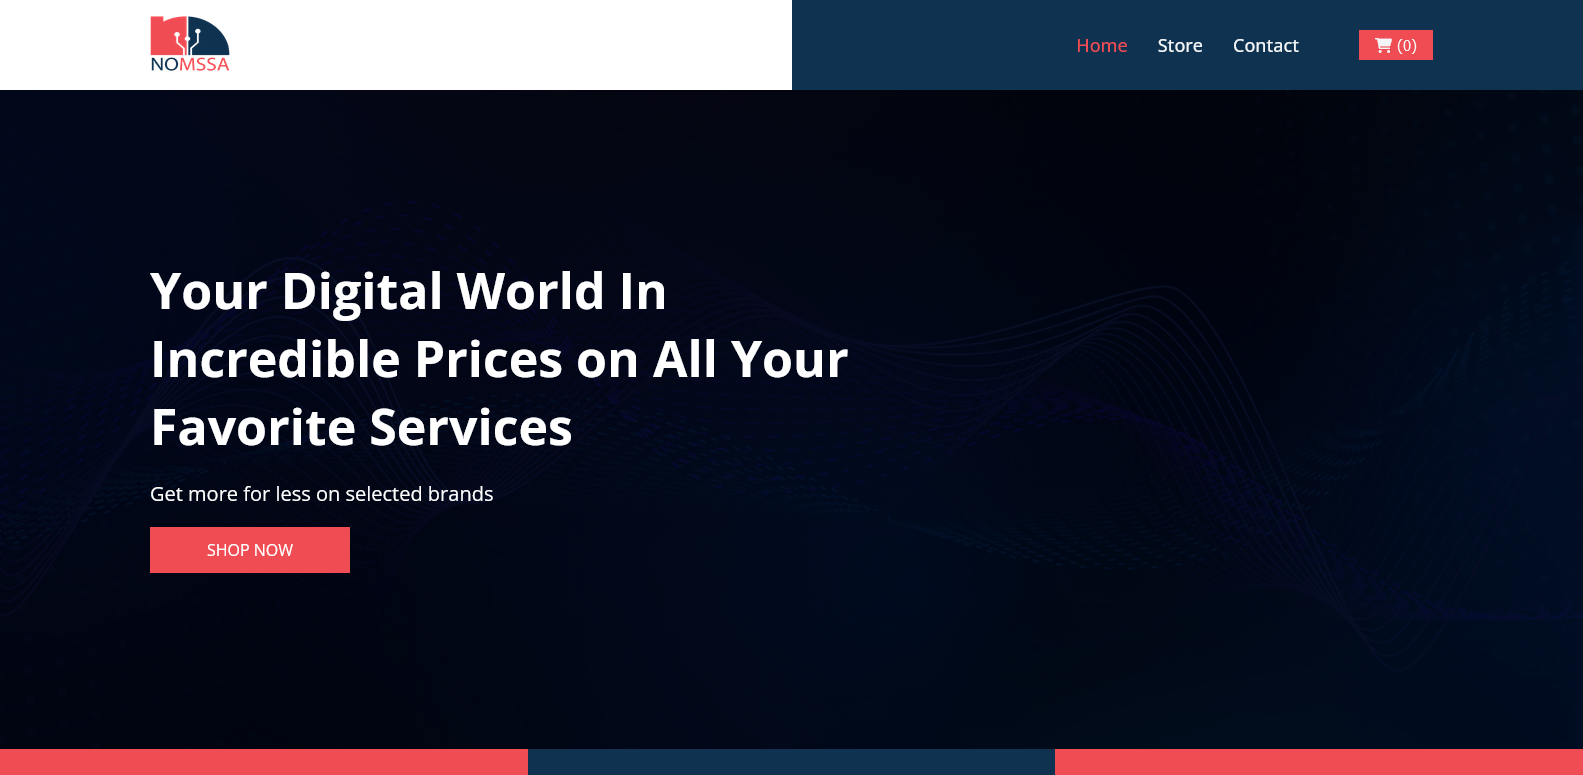 NOMSSA
Home
Store
Contact
(0)
Your Digital World In
Incredible Prices on All Your
Favorite Services
Get more for less on selected brands
SHOP NOW